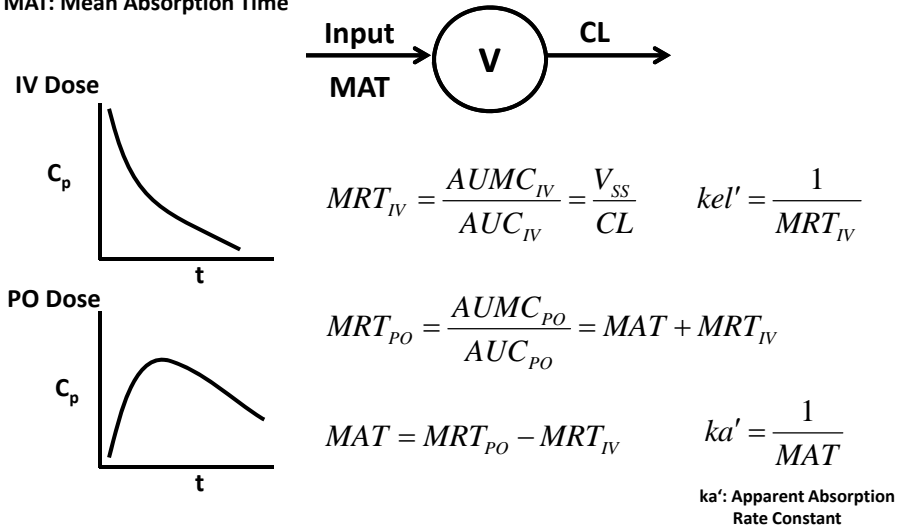 MAT: Mean Absorption Time
Input
CL
V
MAT
IV Dose
Cp
t
MRT_IV = AUMC_IV / AUC_IV = V_SS / CL
kel′ = 1 / MRT_IV
PO Dose
Cp
t
MRT_PO = AUMC_PO / AUC_PO = MAT + MRT_IV
MAT = MRT_PO − MRT_IV
ka′ = 1 / MAT
ka‘: Apparent Absorption
Rate Constant